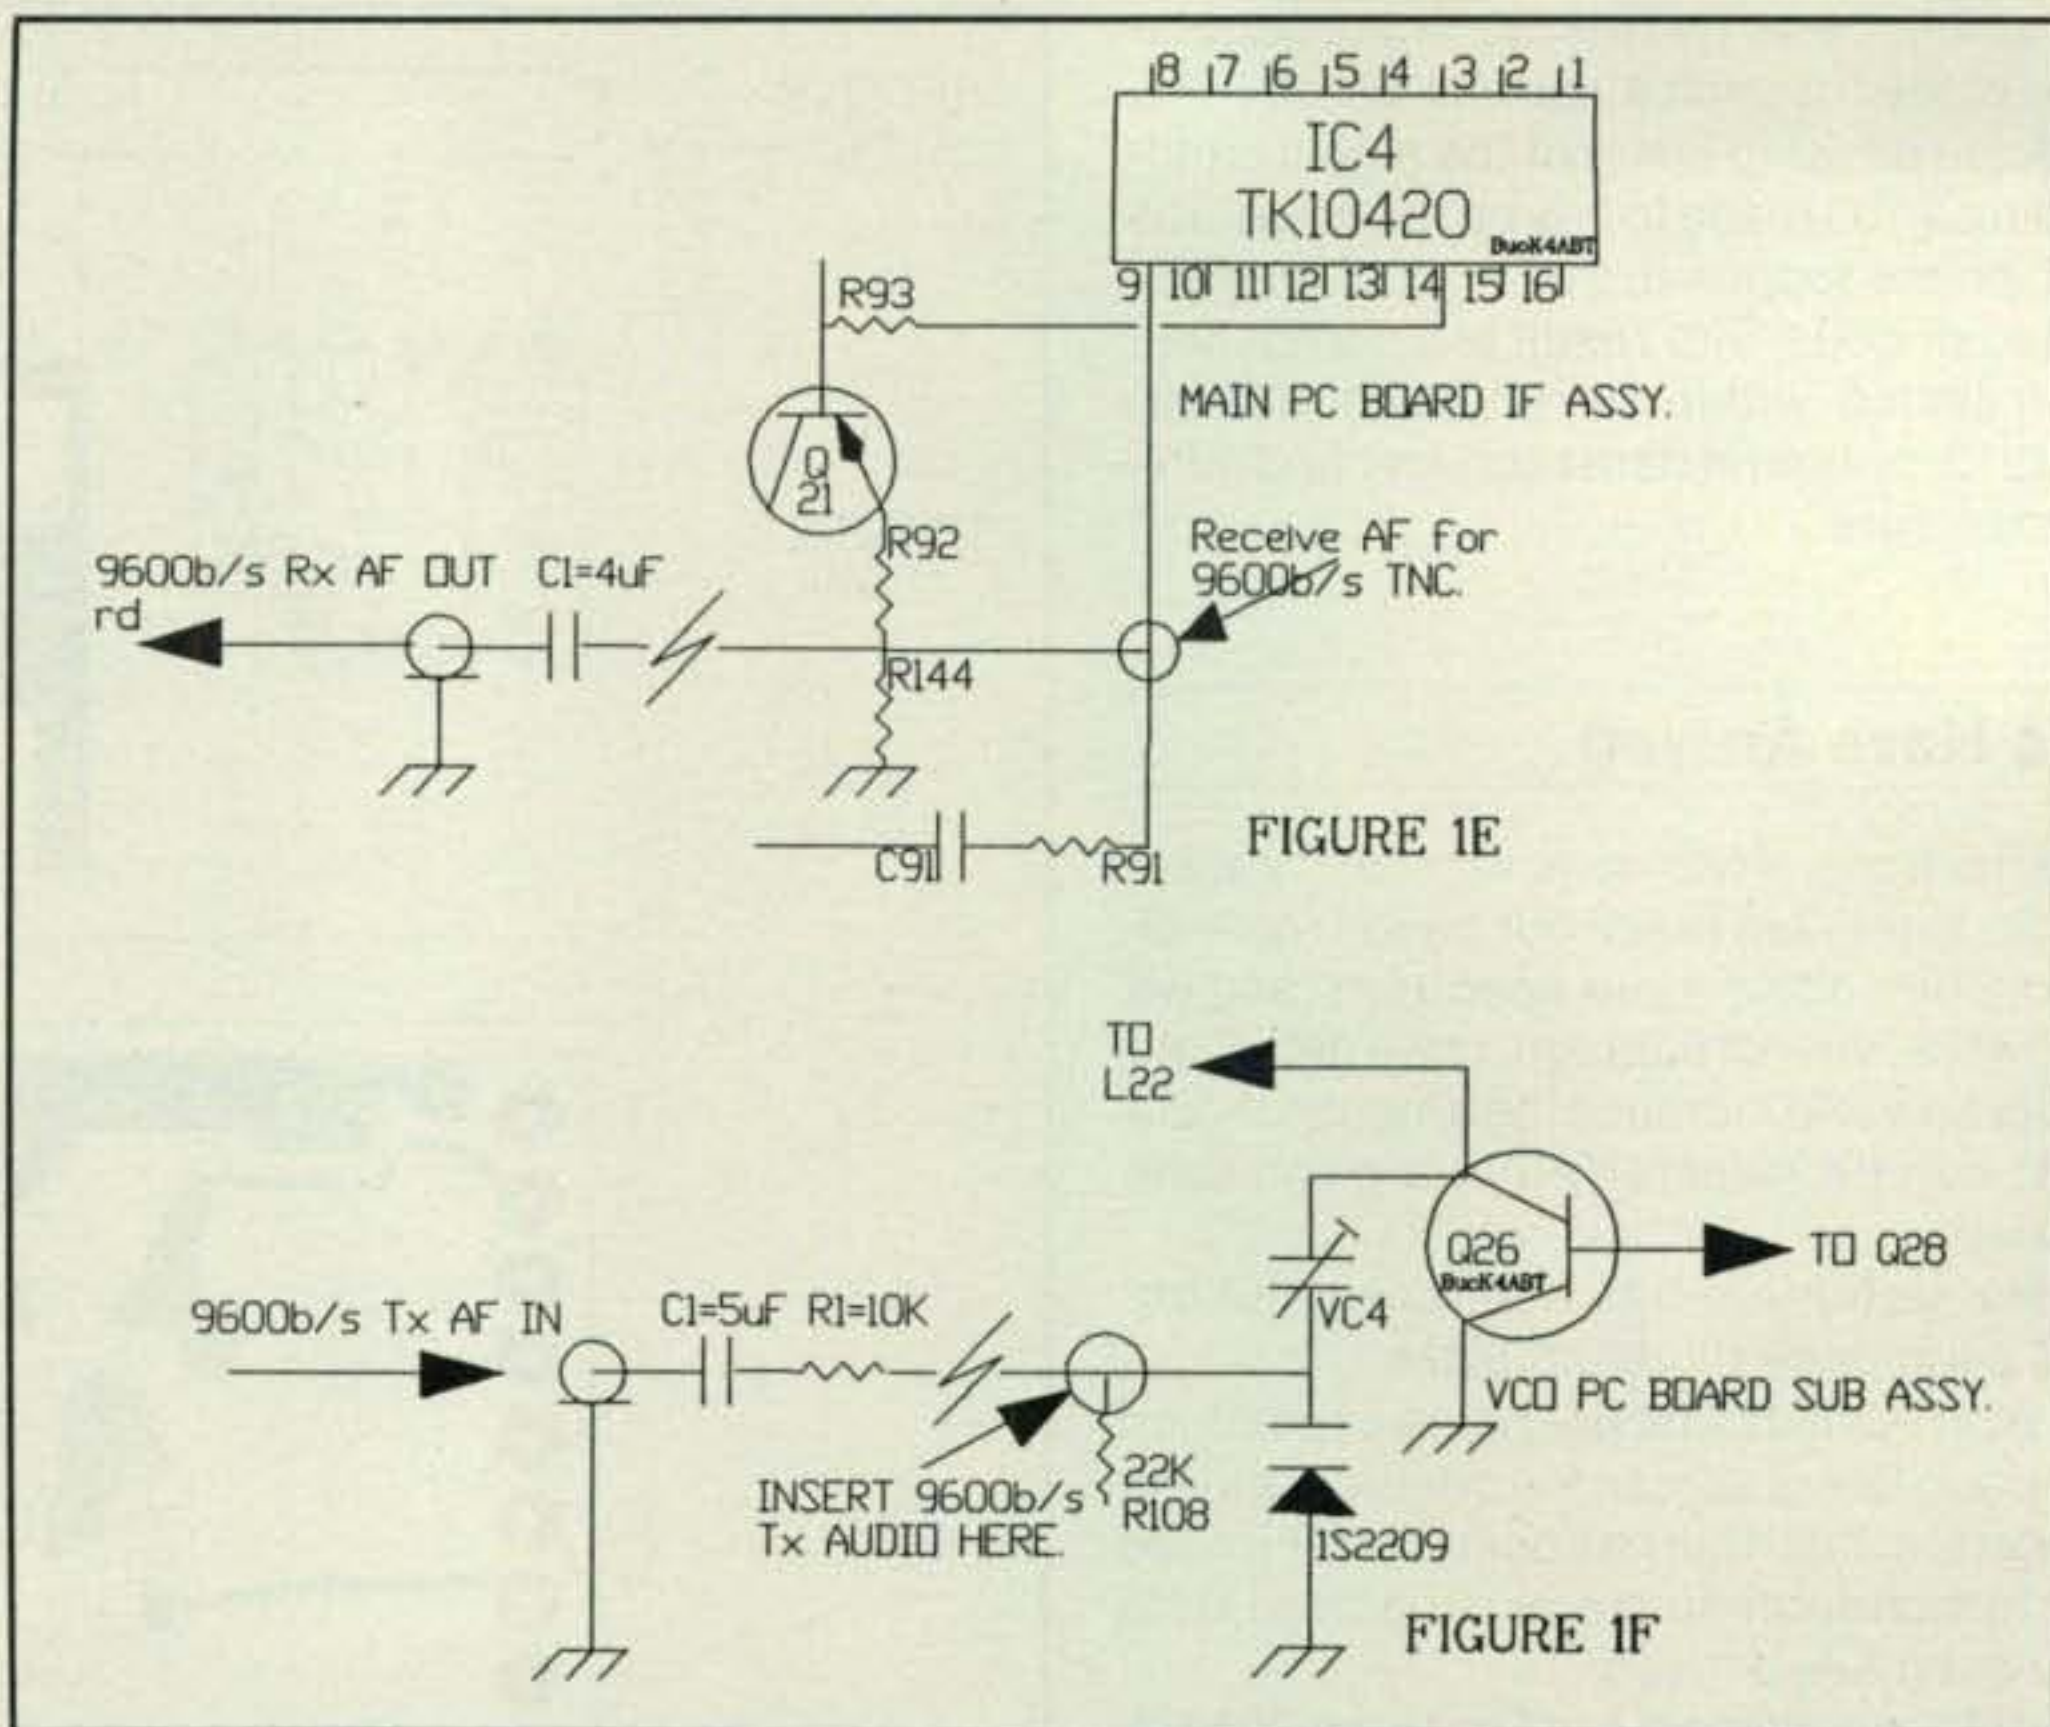 8 7 6 5 4 3 2 1
IC4
TK10420
BucK4ABT
9 10 11 12 13 14 15 16
R93
MAIN PC BOARD IF ASSY.
Q
21
R92
Receive AF for
9600b/s TNC.
9600b/s Rx AF OUT C1=4uF
rd
R144
C91
R91
FIGURE 1E
TO
L22
Q26
BucK4ABT
TO Q28
VC4
9600b/s Tx AF IN
C1=5uF R1=10K
VCO PC BOARD SUB ASSY.
INSERT 9600b/s
Tx AUDIO HERE.
22K
R108
1S2209
FIGURE 1F